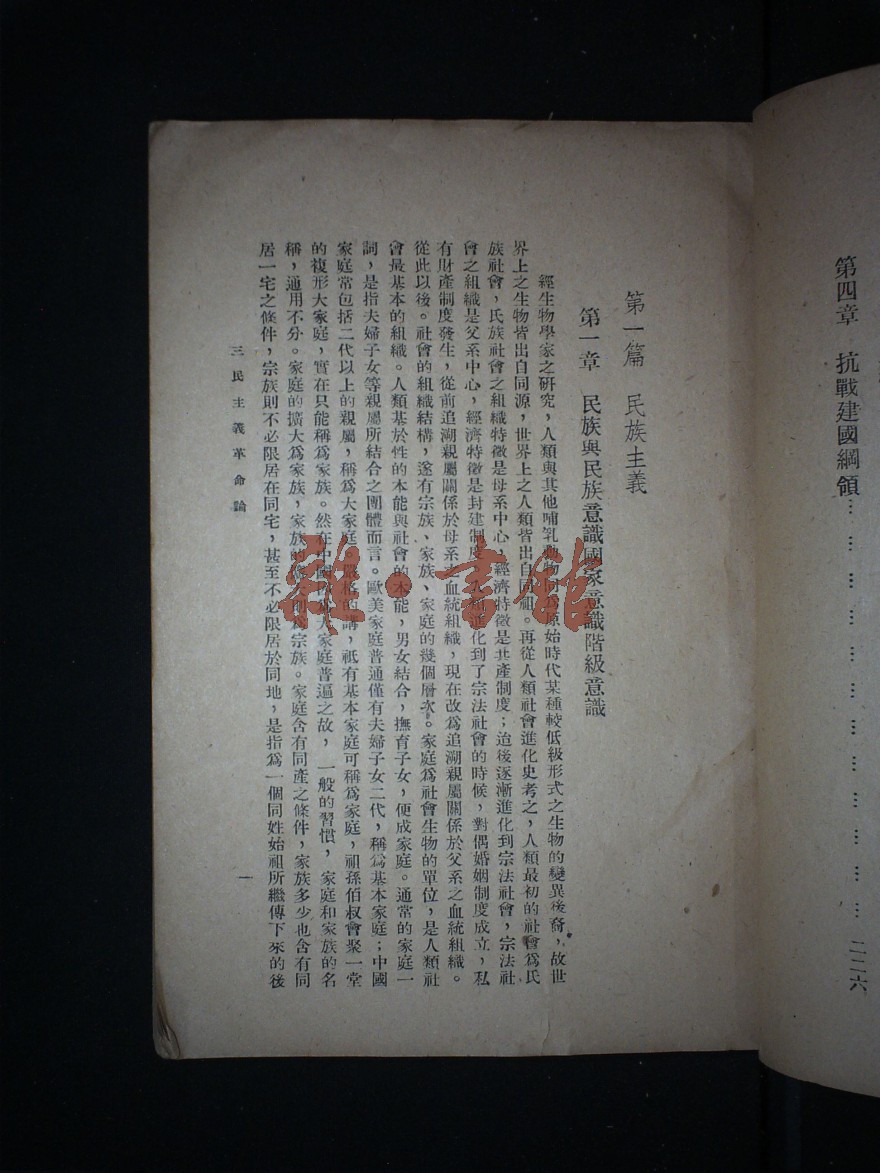 第四章　抗戰建國綱領⋯⋯⋯⋯⋯⋯⋯⋯⋯⋯⋯⋯二二六
第一篇　民族主義
第一章　民族與民族意識國家意識階級意識
經生物學家之研究，人類與其他哺乳動物同爲原始時代某種較低級形式之生物的變異後裔，故世
界上之生物皆出自同源，世界上之人類皆出自同祖。再從人類社會進化史考之，人類最初的社會爲氏
族社會，氏族社會之組織特徵是母系中心，經濟特徵是共產制度；迨後逐漸進化到宗法社會，宗法社
會之組織是父系中心，經濟特徵是封建制度。人類進化到了宗法社會的時候，對偶婚姻制度成立，私
有財產制度發生，從前追溯親屬關係於母系之血統組織，現在改爲追溯親屬關係於父系之血統組織。
從此以後。社會的組織結構，遂有宗族、家族、家庭的幾個層次。家庭爲社會生物的單位，是人類社
會最基本的組織。人類基於性的本能與社會的本能，男女結合，撫育子女，便成家庭。通常的家庭一
詞，是指夫婦子女等親屬所結合之團體而言。歐美家庭普通僅有夫婦子女二代，稱爲基本家庭；中國
家庭常包括二代以上的親屬，稱爲大家庭。嚴格的講，祇有基本家庭可稱爲家庭，祖孫伯叔會聚一堂
的複形大家庭，實在只能稱爲家族。然在中國　大家庭普遍之故，一般的習慣，家庭和家族的名
稱，通用不分。家庭的擴大爲家族，家族的　大則爲宗族。家庭含有同產之條件，家族多少也含有同
居一宅之條件，宗族則不必限居在同宅，甚至不必限居於同地，是指爲一個同姓始祖所繼傳下來的後
三民主義革命論
一
雜·書館